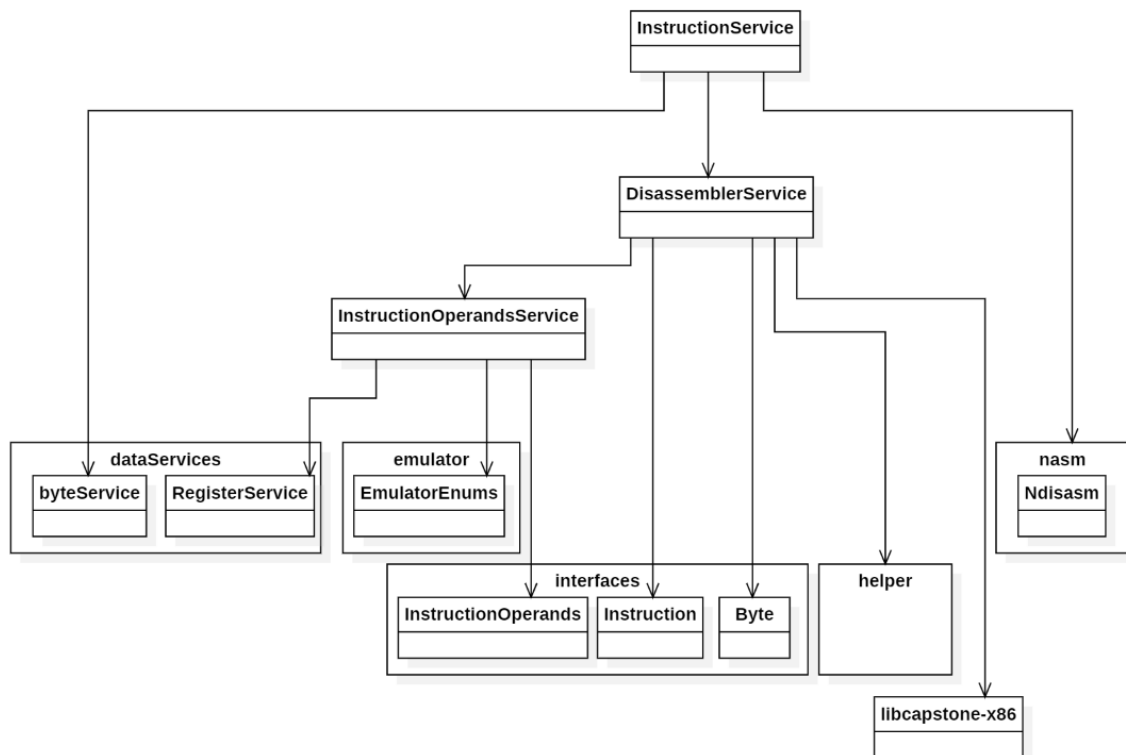 InstructionService
DisassemblerService
InstructionOperandsService
dataServices
emulator
nasm
byteService
RegisterService
EmulatorEnums
Ndisasm
interfaces
helper
InstructionOperands
Instruction
Byte
libcapstone-x86